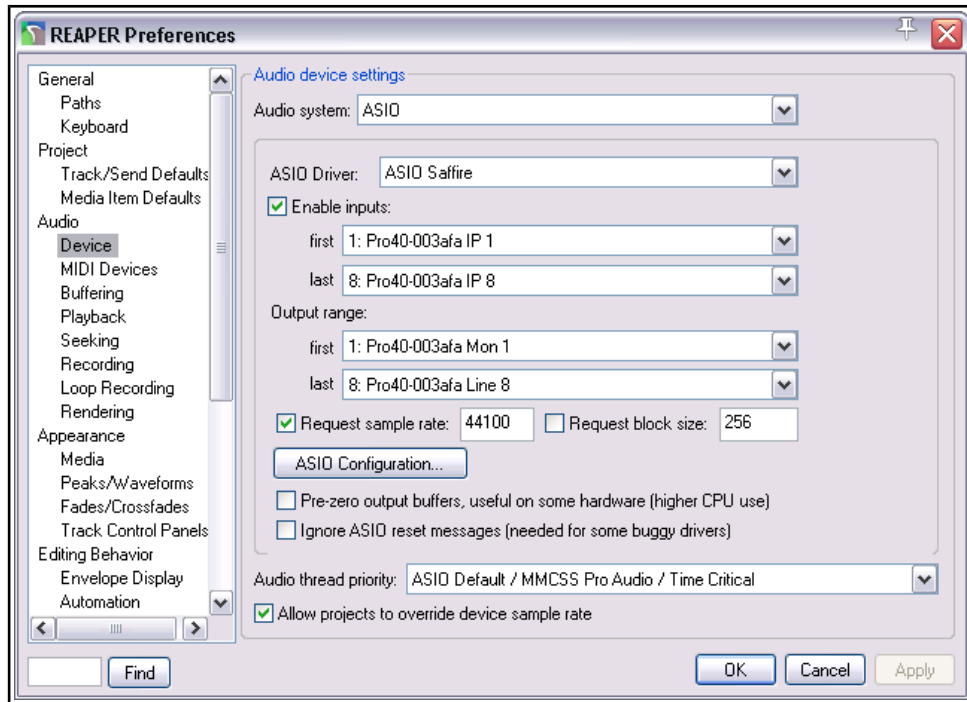 REAPER Preferences
General
Paths
Keyboard
Project
Track/Send Defaults
Media Item Defaults
Audio
Device
MIDI Devices
Buffering
Playback
Seeking
Recording
Loop Recording
Rendering
Appearance
Media
Peaks/Waveforms
Fades/Crossfades
Track Control Panels
Editing Behavior
Envelope Display
Automation
Find
Audio device settings
Audio system: ASIO
ASIO Driver: ASIO Saffire
Enable inputs:
first 1: Pro40-003afa IP 1
last 8: Pro40-003afa IP 8
Output range:
first 1: Pro40-003afa Mon 1
last 8: Pro40-003afa Line 8
Request sample rate: 44100 Request block size: 256
ASIO Configuration...
Pre-zero output buffers, useful on some hardware (higher CPU use)
Ignore ASIO reset messages (needed for some buggy drivers)
Audio thread priority: ASIO Default / MMCSS Pro Audio / Time Critical
Allow projects to override device sample rate
OK Cancel Apply